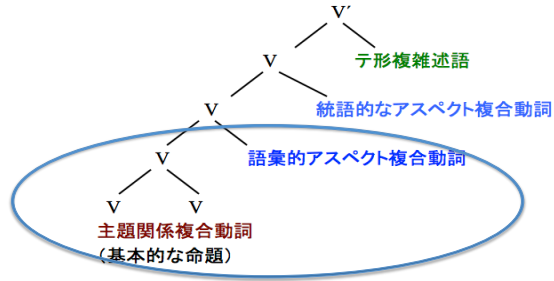 V´
V
テ形複雑述語
V
統語的なアスペクト複合動詞
V
語彙的アスペクト複合動詞
V V
主題関係複合動詞
(基本的な命題)